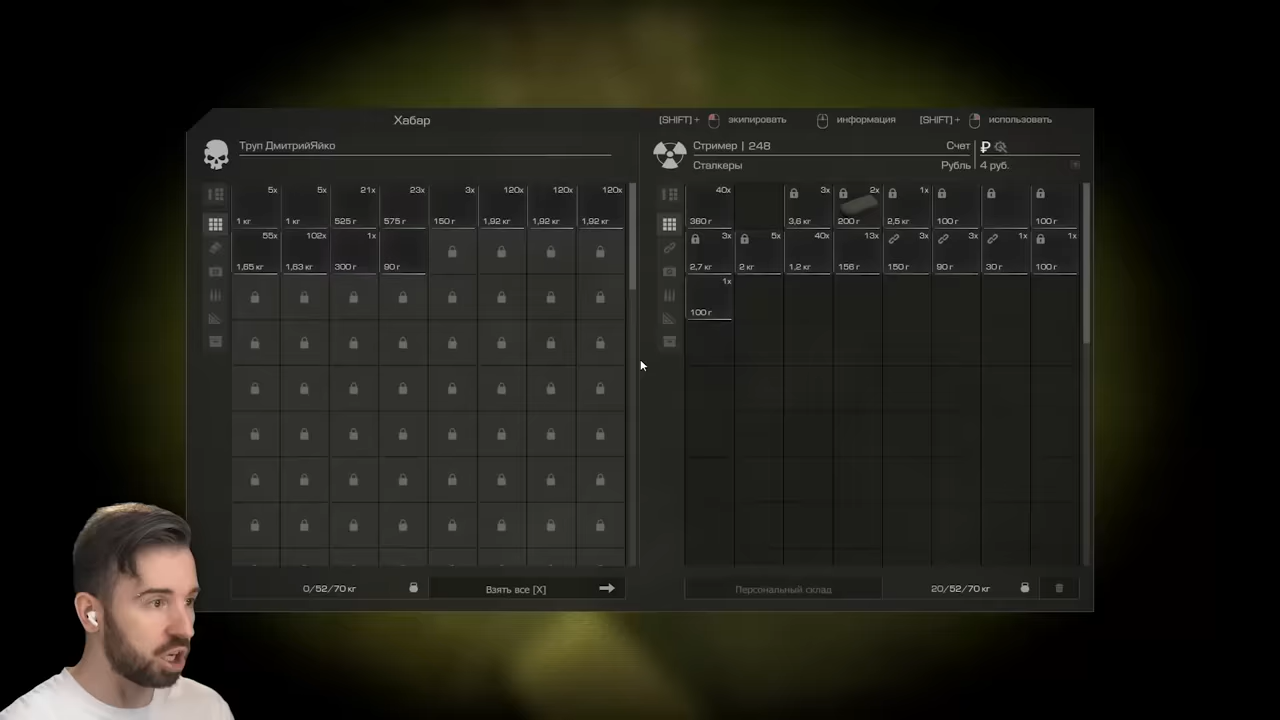 Хабар
[SHIFT] + экипировать информация [SHIFT] + использовать
Труп ДмитрийЯйко
Стример | 248 Счет ₽
Сталкеры Рубль 4 руб.
5x 5x 21x 23x 3x 120x 120x 120x
1 кг 1 кг 525 г 575 г 150 г 1,92 кг 1,92 кг 1,92 кг
55x 102x 1x
1,65 кг 1,63 кг 300 г 90 г
40x 3x 2x 1x
360 г 3,6 кг 200 г 2,5 кг 100 г 100 г
3x 5x 40x 13x 3x 3x 1x 1x
2,7 кг 2 кг 1,2 кг 156 г 150 г 90 г 30 г 100 г
1x
100 г
0/52/70 кг Взять все [X]
Персональный склад 20/52/70 кг